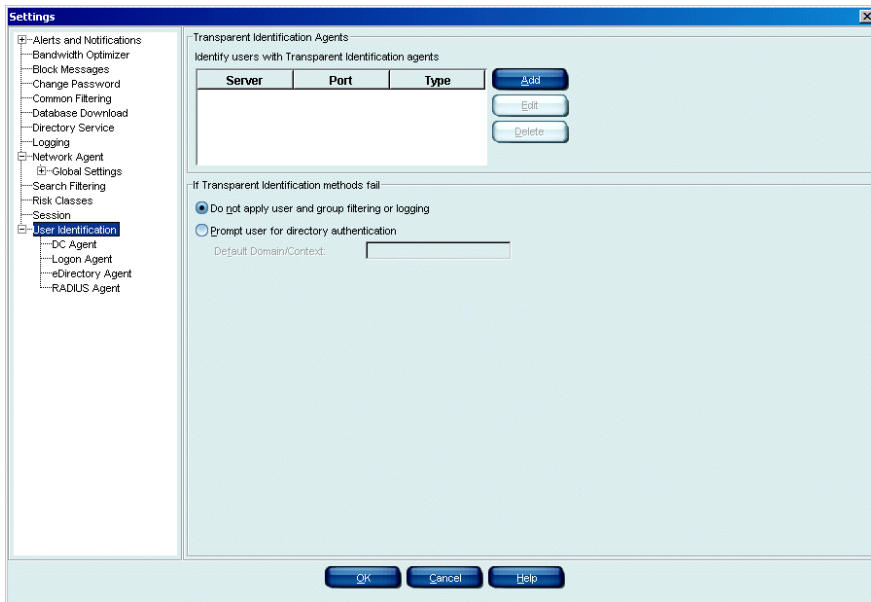 Settings
Alerts and Notifications
Bandwidth Optimizer
Block Messages
Change Password
Common Filtering
Database Download
Directory Service
Logging
Network Agent
Global Settings
Search Filtering
Risk Classes
Session
User Identification
DC Agent
Logon Agent
eDirectory Agent
RADIUS Agent
Transparent Identification Agents
Identify users with Transparent Identification agents
Server Port Type
Add
Edit
Delete
If Transparent Identification methods fail
Do not apply user and group filtering or logging
Prompt user for directory authentication
Default Domain/Context:
OK Cancel Help